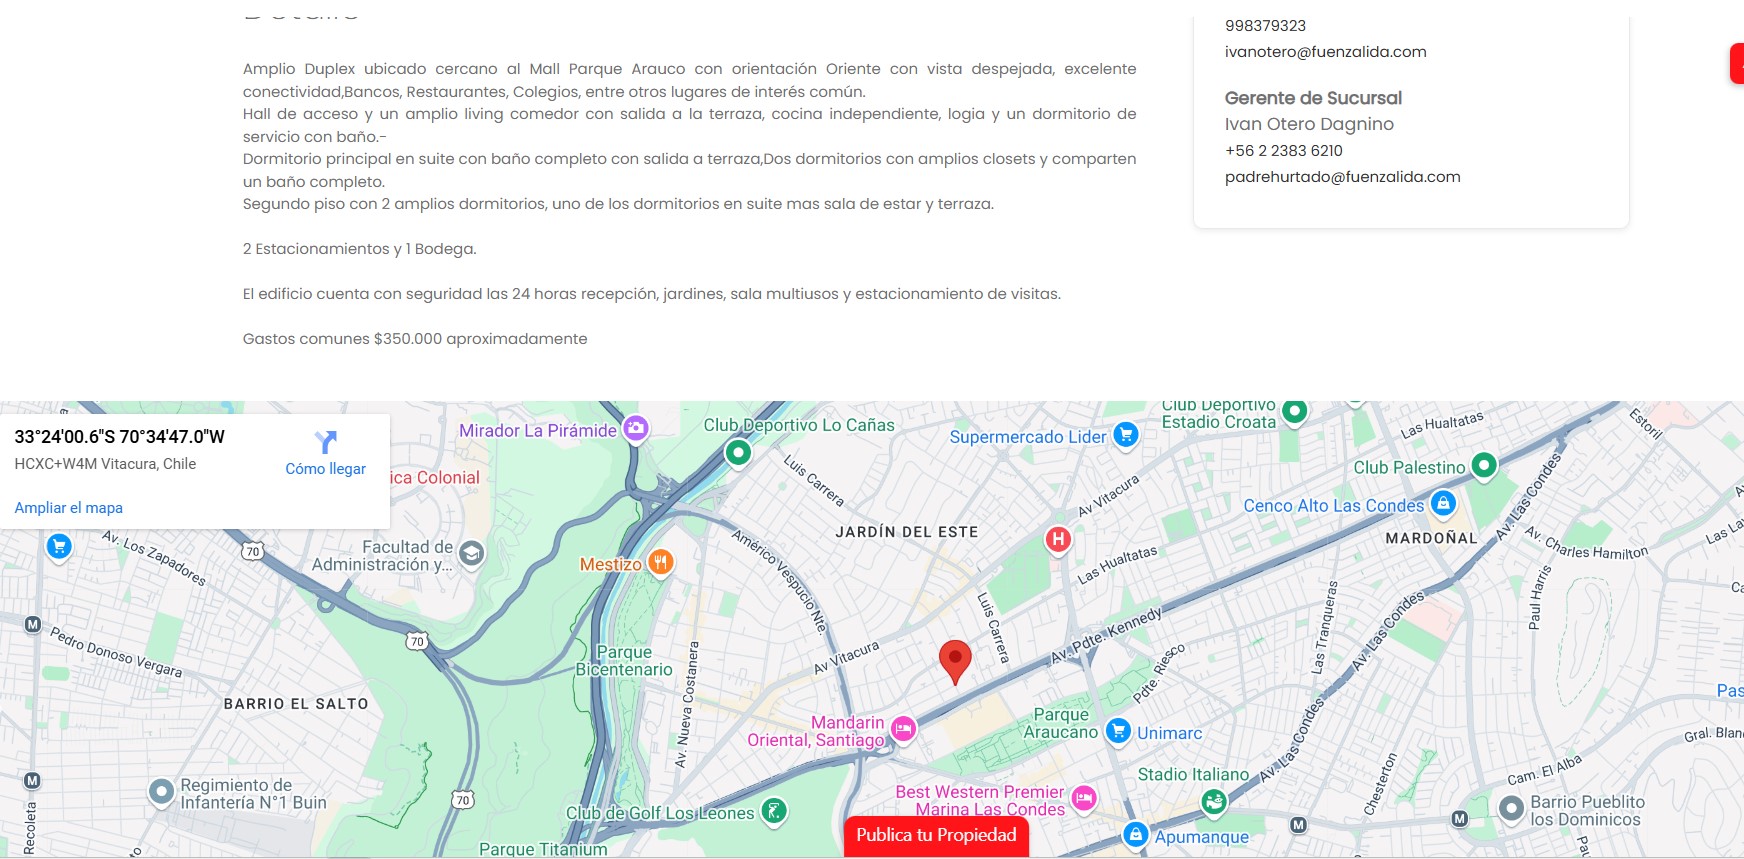 Detalle
Amplio Duplex ubicado cercano al Mall Parque Arauco con orientación Oriente con vista despejada, excelente
conectividad,Bancos, Restaurantes, Colegios, entre otros lugares de interés común.
Hall de acceso y un amplio living comedor con salida a la terraza, cocina independiente, logia y un dormitorio de
servicio con baño.-
Dormitorio principal en suite con baño completo con salida a terraza,Dos dormitorios con amplios closets y comparten
un baño completo.
Segundo piso con 2 amplios dormitorios, uno de los dormitorios en suite mas sala de estar y terraza.
2 Estacionamientos y 1 Bodega.
El edificio cuenta con seguridad las 24 horas recepción, jardines, sala multiusos y estacionamiento de visitas.
Gastos comunes $350.000 aproximadamente
998379323
ivanotero@fuenzalida.com
Gerente de Sucursal
Ivan Otero Dagnino
+56 2 2383 6210
padrehurtado@fuenzalida.com
33°24'00.6"S 70°34'47.0"W
HCXC+W4M Vitacura, Chile
Cómo llegar
Ampliar el mapa
ica Colonial
Mirador La Pirámide
Club Deportivo Lo Cañas
Supermercado Lider
Club Deportivo
Estadio Croata
Las Hualtatas
Estoril
Club Palestino
Luis Carrera
Av Vitacura
Cenco Alto Las Condes
Av. Las Condes
JARDÍN DEL ESTE
MARDOÑAL
H
Av. Los Zapadores
70
Facultad de
Administración y...
Mestizo
Américo Vespucio Nte.
Las Hualtatas
Av. Charles Hamilton
Las La
M
Pedro Donoso Vergara
70
Parque
Bicentenario
Av. Nueva Costanera
Av Vitacura
Luis Carrera
Av. Pdte. Kennedy
Pdte. Riesco
Las Tranqueras
Av. Las Condes
Paul Harris
BARRIO EL SALTO
Mandarin
Oriental, Santiago
Parque
Araucano
Unimarc
Pas
Gral. Blan
M
Regimiento de
Infantería N°1 Buin
70
Recoleta
Club de Golf Los Leones
Best Western Premier
Marina Las Condes
Stadio Italiano
Av. Las Condes
Chesterton
Cam. El Alba
Barrio Pueblito
los Dominicos
M
M
Apumanque
Parque Titanium
Publica tu Propiedad